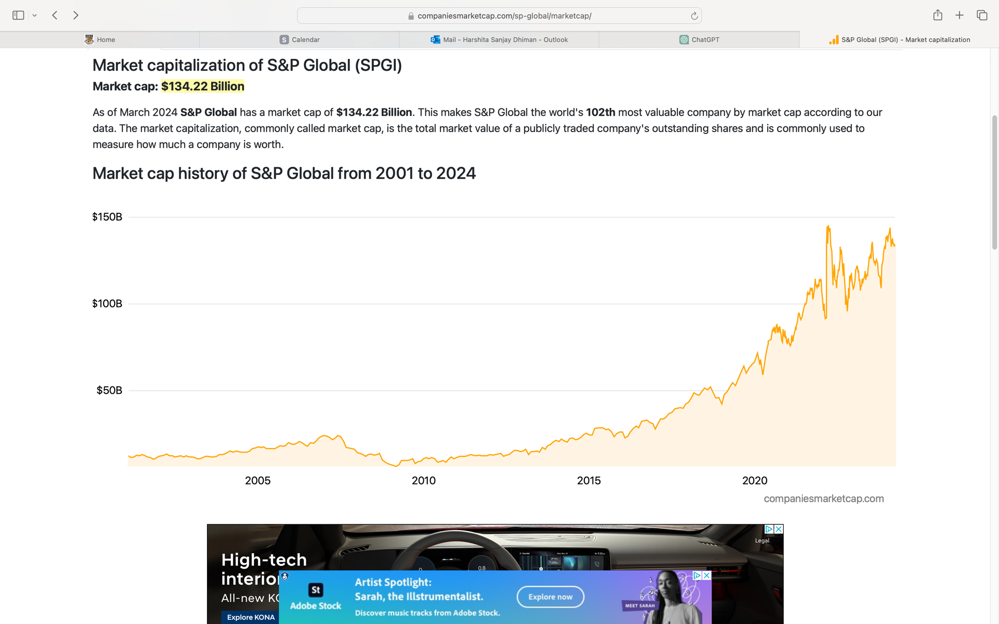 companiesmarketcap.com/sp-global/marketcap/
Home
S Calendar
Mail - Harshita Sanjay Dhiman - Outlook
ChatGPT
S&P Global (SPGI) - Market capitalization
Market capitalization of S&P Global (SPGI)
Market cap: $134.22 Billion
As of March 2024 S&P Global has a market cap of $134.22 Billion. This makes S&P Global the world's 102th most valuable company by market cap according to our
data. The market capitalization, commonly called market cap, is the total market value of a publicly traded company's outstanding shares and is commonly used to
measure how much a company is worth.
Market cap history of S&P Global from 2001 to 2024
$150B
$100B
$50B
2005 2010 2015 2020
companiesmarketcap.com
Legal
High-tech
interior
All-new KO
Explore KONA
0.8
St
Adobe Stock
Artist Spotlight:
Sarah, the Illstrumentalist.
Discover music tracks from Adobe Stock.
Explore now
MEET SARAH